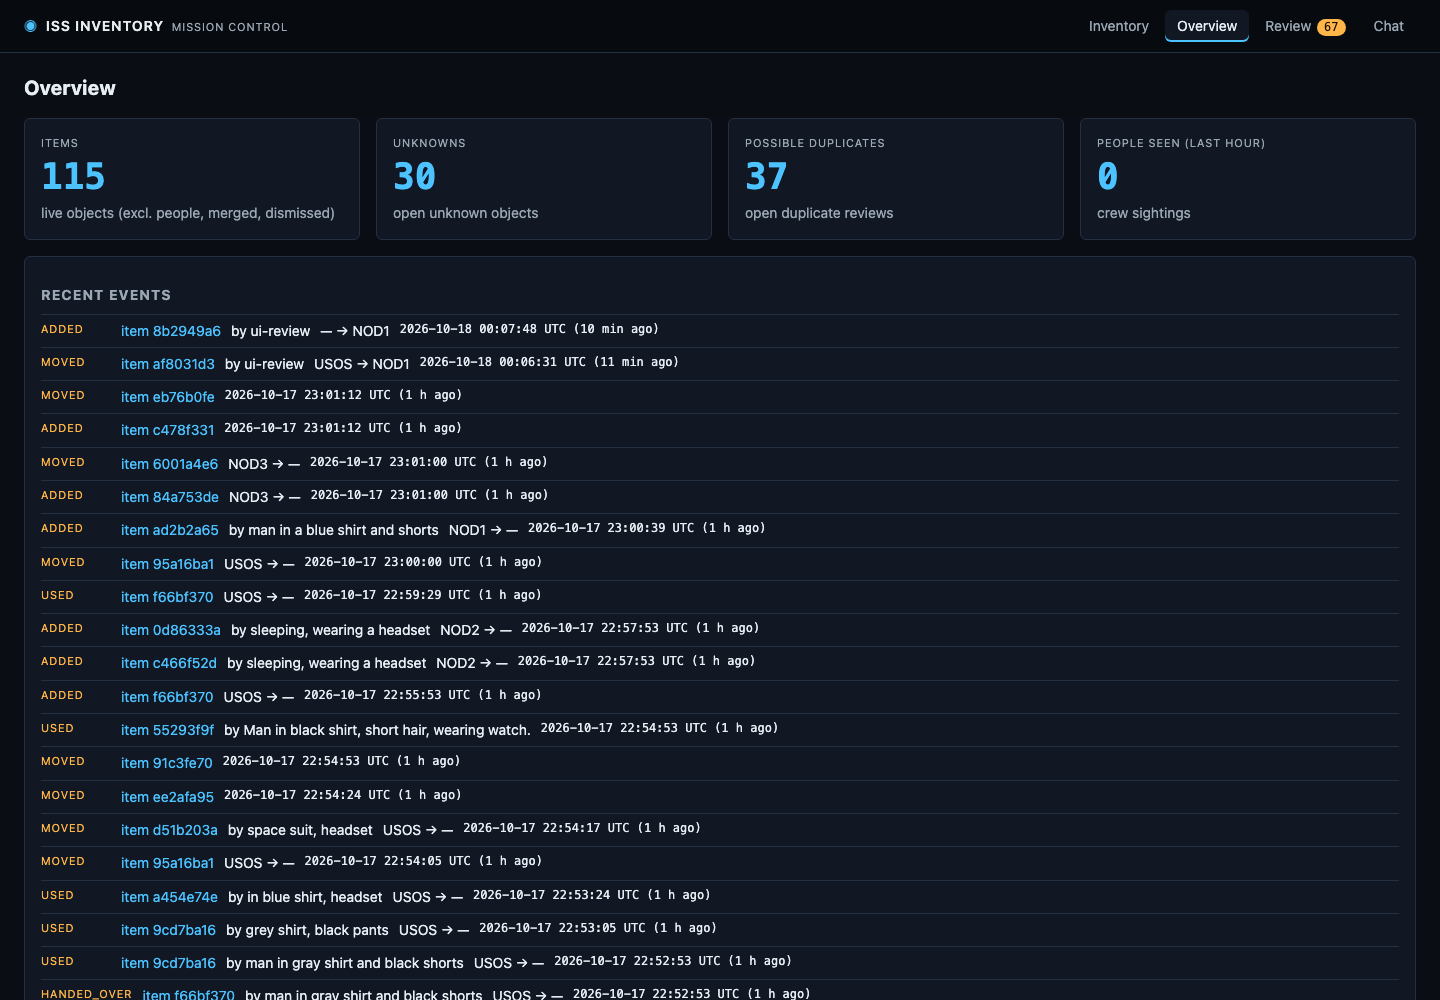 ISS INVENTORY MISSION CONTROL
Inventory Overview Review 67 Chat
Overview
ITEMS
115
live objects (excl. people, merged, dismissed)
UNKNOWNS
30
open unknown objects
POSSIBLE DUPLICATES
37
open duplicate reviews
PEOPLE SEEN (LAST HOUR)
0
crew sightings
RECENT EVENTS
ADDED item 8b2949a6 by ui-review — → NOD1 2026-10-18 00:07:48 UTC (10 min ago)
MOVED item af8031d3 by ui-review USOS → NOD1 2026-10-18 00:06:31 UTC (11 min ago)
MOVED item eb76b0fe 2026-10-17 23:01:12 UTC (1 h ago)
ADDED item c478f331 2026-10-17 23:01:12 UTC (1 h ago)
MOVED item 6001a4e6 NOD3 → — 2026-10-17 23:01:00 UTC (1 h ago)
ADDED item 84a753de NOD3 → — 2026-10-17 23:01:00 UTC (1 h ago)
ADDED item ad2b2a65 by man in a blue shirt and shorts NOD1 → — 2026-10-17 23:00:39 UTC (1 h ago)
MOVED item 95a16ba1 USOS → — 2026-10-17 23:00:00 UTC (1 h ago)
USED item f66bf370 USOS → — 2026-10-17 22:59:29 UTC (1 h ago)
ADDED item 0d86333a by sleeping, wearing a headset NOD2 → — 2026-10-17 22:57:53 UTC (1 h ago)
ADDED item c466f52d by sleeping, wearing a headset NOD2 → — 2026-10-17 22:57:53 UTC (1 h ago)
ADDED item f66bf370 USOS → — 2026-10-17 22:55:53 UTC (1 h ago)
USED item 55293f9f by Man in black shirt, short hair, wearing watch. 2026-10-17 22:54:53 UTC (1 h ago)
MOVED item 91c3fe70 2026-10-17 22:54:53 UTC (1 h ago)
MOVED item ee2afa95 2026-10-17 22:54:24 UTC (1 h ago)
MOVED item d51b203a by space suit, headset USOS → — 2026-10-17 22:54:17 UTC (1 h ago)
MOVED item 95a16ba1 USOS → — 2026-10-17 22:54:05 UTC (1 h ago)
USED item a454e74e by in blue shirt, headset USOS → — 2026-10-17 22:53:24 UTC (1 h ago)
USED item 9cd7ba16 by grey shirt, black pants USOS → — 2026-10-17 22:53:05 UTC (1 h ago)
USED item 9cd7ba16 by man in gray shirt and black shorts USOS → — 2026-10-17 22:52:53 UTC (1 h ago)
HANDED_OVER item f66bf370 by man in gray shirt and black shorts USOS → — 2026-10-17 22:52:53 UTC (1 h ago)